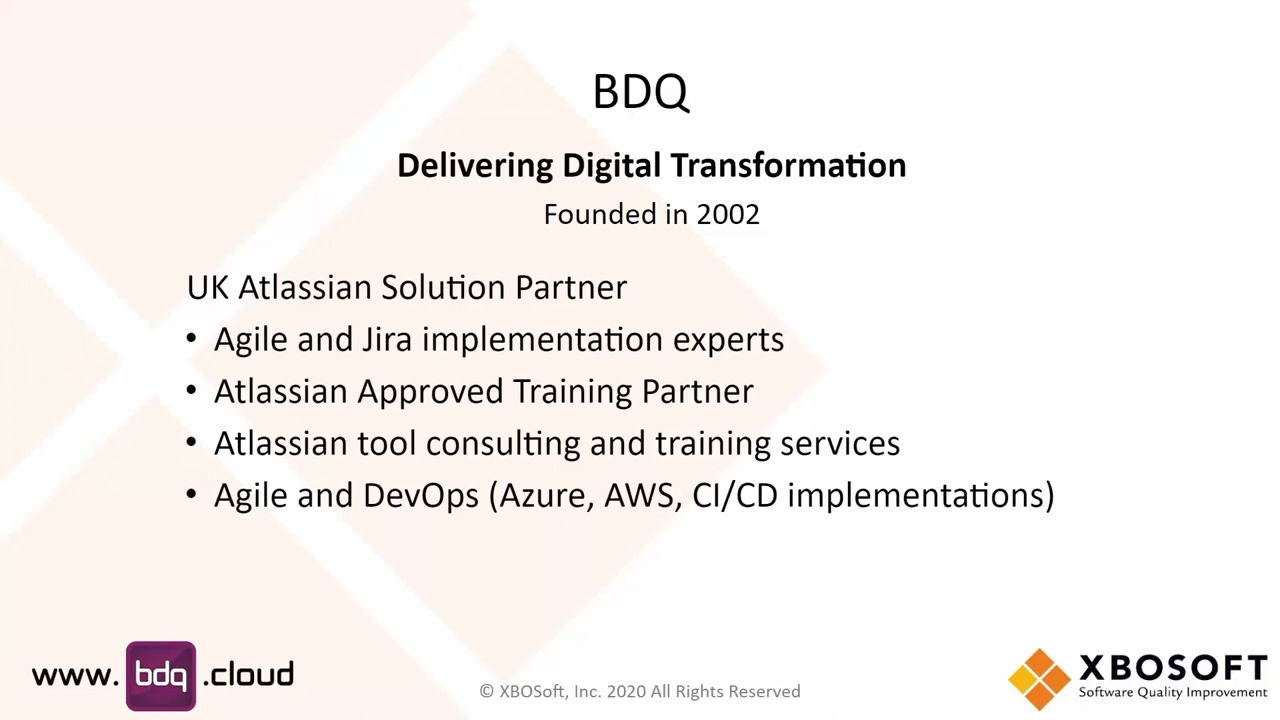 BDQ
Delivering Digital Transformation
Founded in 2002
UK Atlassian Solution Partner
• Agile and Jira implementation experts
• Atlassian Approved Training Partner
• Atlassian tool consulting and training services
• Agile and DevOps (Azure, AWS, CI/CD implementations)
www.bdq.cloud
© XBOSoft, Inc. 2020 All Rights Reserved
XBOSOFT
Software Quality Improvement